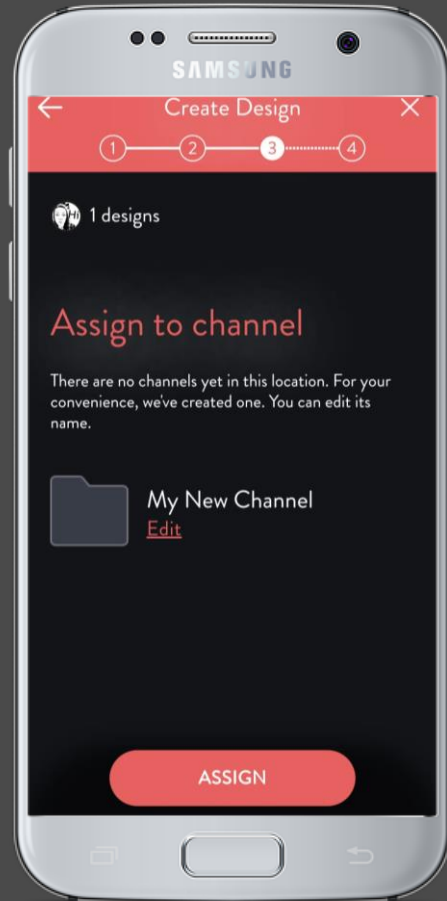 SAMSUNG
Create Design
1 2 3 4
Hi 1 designs
Assign to channel
There are no channels yet in this location. For your
convenience, we've created one. You can edit its
name.
My New Channel
Edit
ASSIGN